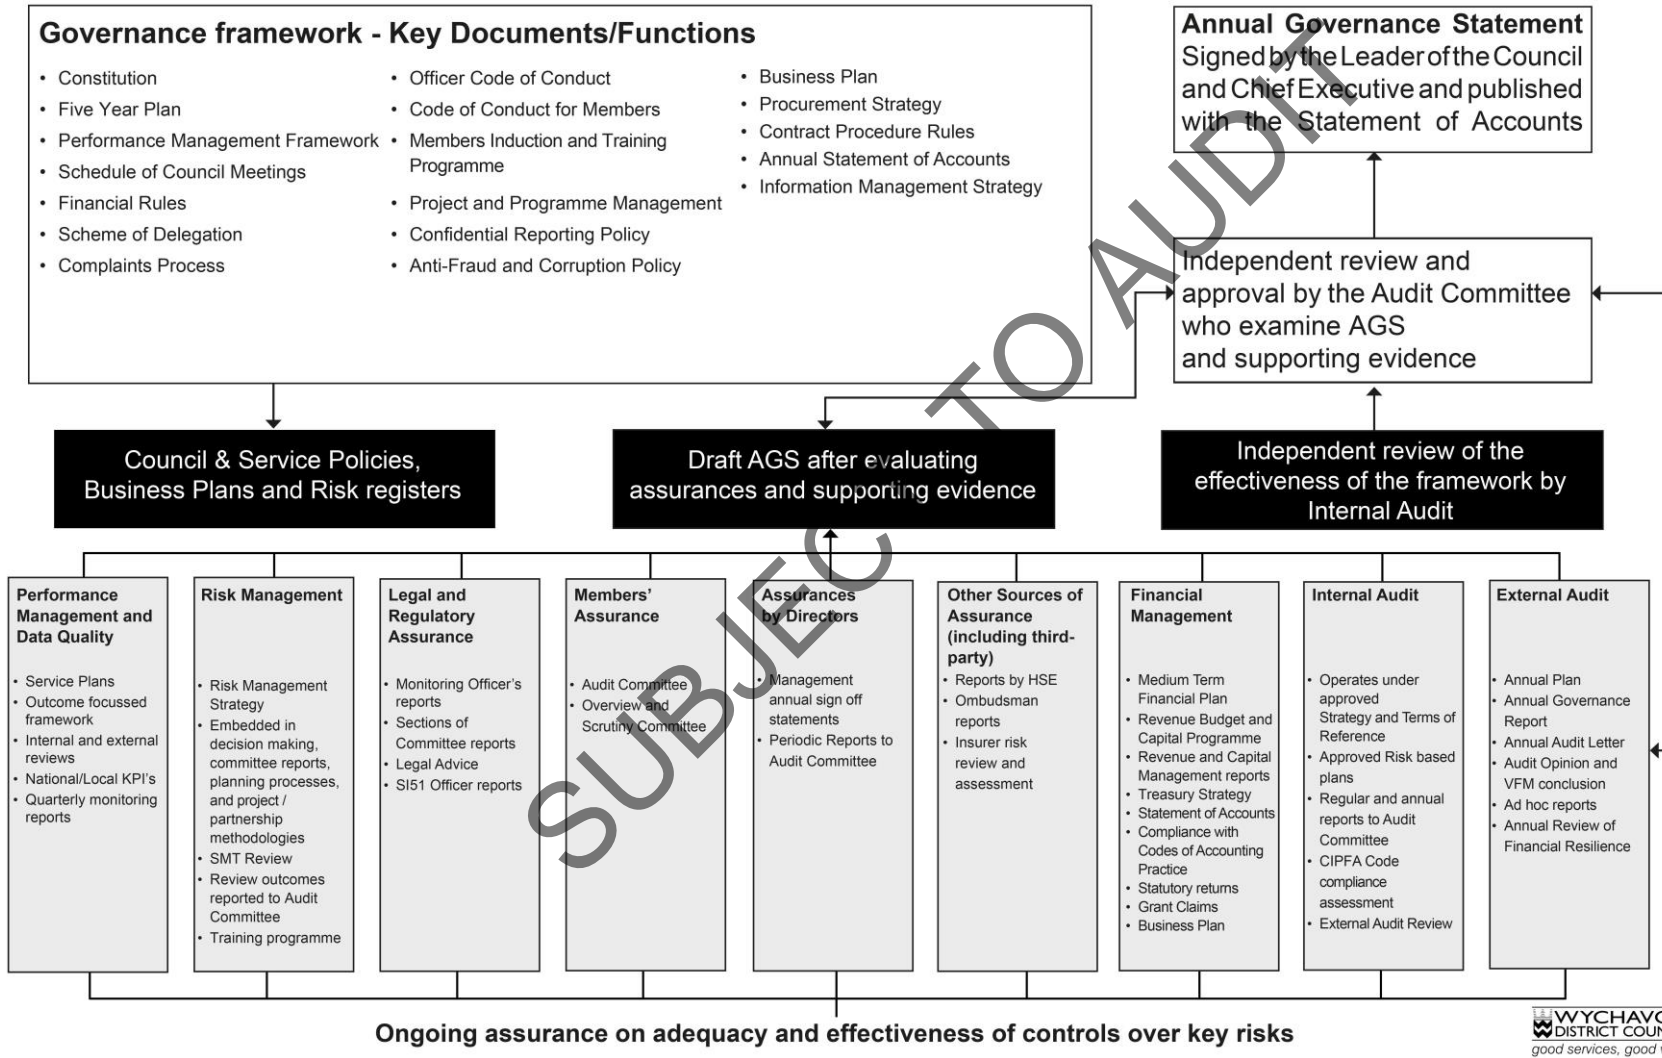 Governance framework - Key Documents/Functions
• Constitution
• Five Year Plan
• Performance Management Framework
• Schedule of Council Meetings
• Financial Rules
• Scheme of Delegation
• Complaints Process
• Officer Code of Conduct
• Code of Conduct for Members
• Members Induction and Training
Programme
• Project and Programme Management
• Confidential Reporting Policy
• Anti-Fraud and Corruption Policy
• Business Plan
• Procurement Strategy
• Contract Procedure Rules
• Annual Statement of Accounts
• Information Management Strategy
Annual Governance Statement
Signed by the Leader of the Council
and Chief Executive and published
with the Statement of Accounts
Independent review and
approval by the Audit Committee
who examine AGS
and supporting evidence
Council & Service Policies,
Business Plans and Risk registers
Draft AGS after evaluating
assurances and supporting evidence
Independent review of the
effectiveness of the framework by
Internal Audit
Performance
Management and
Data Quality
• Service Plans
• Outcome focussed
framework
• Internal and external
reviews
• National/Local KPI's
• Quarterly monitoring
reports
Risk Management
• Risk Management
Strategy
• Embedded in
decision making,
committee reports,
planning processes,
and project /
partnership
methodologies
• SMT Review
• Review outcomes
reported to Audit
Committee
• Training programme
Legal and
Regulatory
Assurance
• Monitoring Officer's
reports
• Sections of
Committee reports
• Legal Advice
• SI51 Officer reports
Members'
Assurance
• Audit Committee
• Overview and
Scrutiny Committee
Assurances
by Directors
• Management
annual sign off
statements
• Periodic Reports to
Audit Committee
Other Sources of
Assurance
(including third-
party)
• Reports by HSE
• Ombudsman
reports
• Insurer risk
review and
assessment
Financial
Management
• Medium Term
Financial Plan
• Revenue Budget and
Capital Programme
• Revenue and Capital
Management reports
• Treasury Strategy
• Statement of Accounts
• Compliance with
Codes of Accounting
Practice
• Statutory returns
• Grant Claims
• Business Plan
Internal Audit
• Operates under
approved
Strategy and Terms of
Reference
• Approved Risk based
plans
• Regular and annual
reports to Audit
Committee
• CIPFA Code
compliance
assessment
• External Audit Review
External Audit
• Annual Plan
• Annual Governance
Report
• Annual Audit Letter
• Audit Opinion and
VFM conclusion
• Ad hoc reports
• Annual Review of
Financial Resilience
Ongoing assurance on adequacy and effectiveness of controls over key risks
SUBJECT TO AUDIT
DISTRICT
good services, good